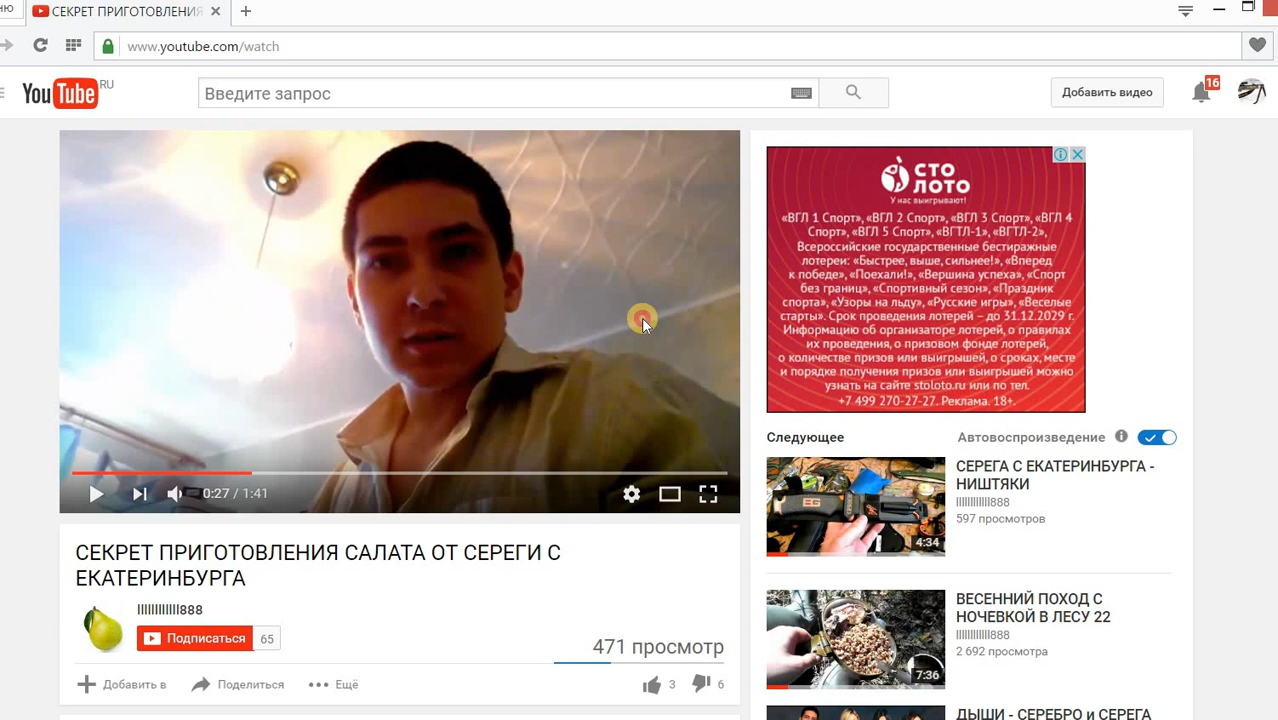 ню
СЕКРЕТ ПРИГОТОВЛЕНИЯ
www.youtube.com/watch
YouTube RU
Введите запрос
Добавить видео
16
СТО
ЛОТО
У нас выигрывают!
«ВГЛ 1 Спорт», «ВГЛ 2 Спорт», «ВГЛ 3 Спорт», «ВГЛ 4
Спорт», «ВГЛ 5 Спорт», «ВГТЛ-1», «ВГТЛ-2»,
Всероссийские государственные бестиражные
лотереи: «Быстрее, выше, сильнее!», «Вперед
к победе», «Поехали!», «Вершина успеха», «Спорт
без границ», «Спортивный сезон», «Праздник
спорта», «Узоры на льду», «Русские игры», «Веселые
старты». Срок проведения лотерей – до 31.12.2029 г.
Информацию об организаторе лотерей, о правилах
их проведения, о призовом фонде лотерей,
о количестве призов или выигрышей, о сроках, месте
и порядке получения призов или выигрышей можно
узнать на сайте stoloto.ru или по тел.
+7 499 270-27-27. Реклама. 18+.
0:27 / 1:41
СЕКРЕТ ПРИГОТОВЛЕНИЯ САЛАТА ОТ СЕРЕГИ С
ЕКАТЕРИНБУРГА
llllllllllll888
Подписаться 65
471 просмотр
Добавить в
Поделиться
Ещё
3
6
Следующее
Автовоспроизведение
СЕРЕГА С ЕКАТЕРИНБУРГА -
НИШТЯКИ
llllllllllll888
597 просмотров
BG
4:34
ВЕСЕННИЙ ПОХОД С
НОЧЕВКОЙ В ЛЕСУ 22
llllllllllll888
2 692 просмотра
7:36
ДЫШИ - СЕРЕБРО и СЕРЕГА